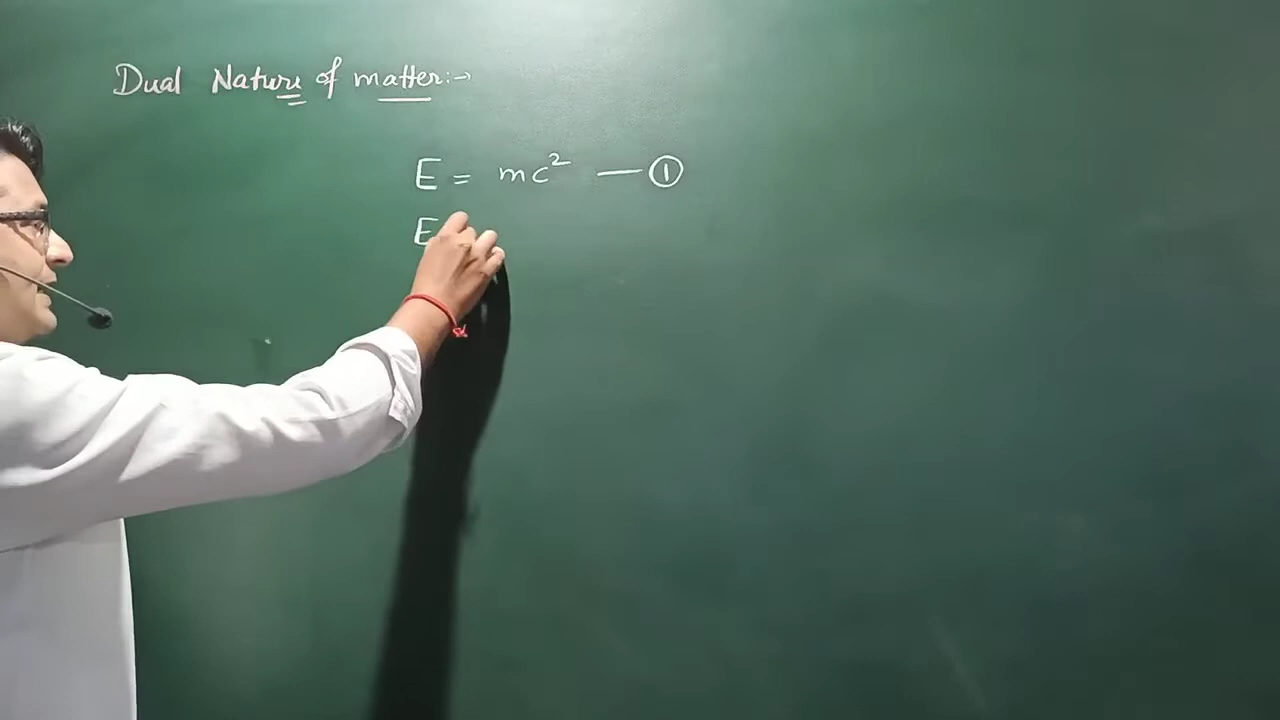 Dual Nature of matter:-→
E = mc² — ①
E